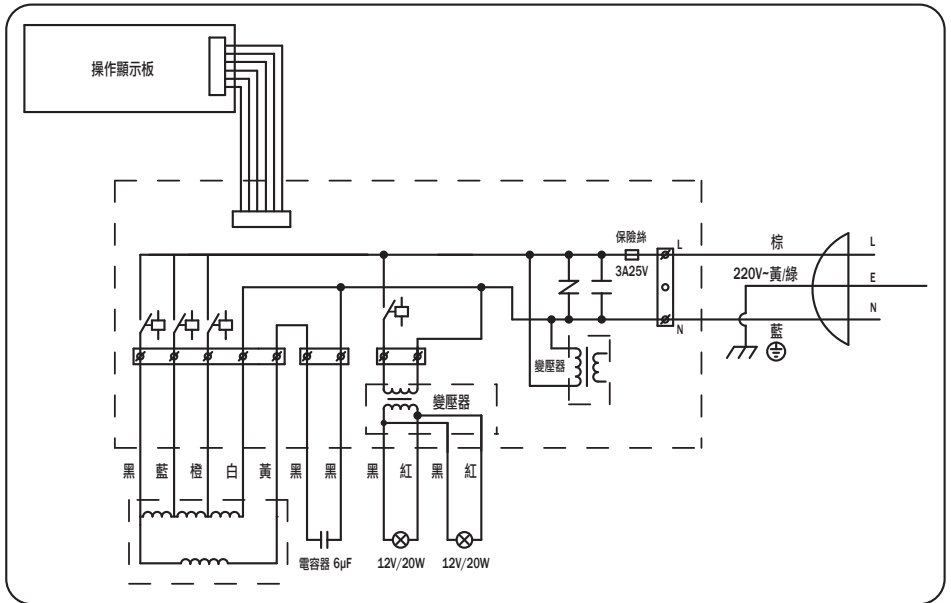 操作顯示板
保險絲
3A25V
L
N
棕
220V~黃/綠
藍
L
E
N
變壓器
變壓器
黑 藍 橙 白 黃 黑 黑 黑 紅 黑 紅
電容器 6μF
12V/20W
12V/20W